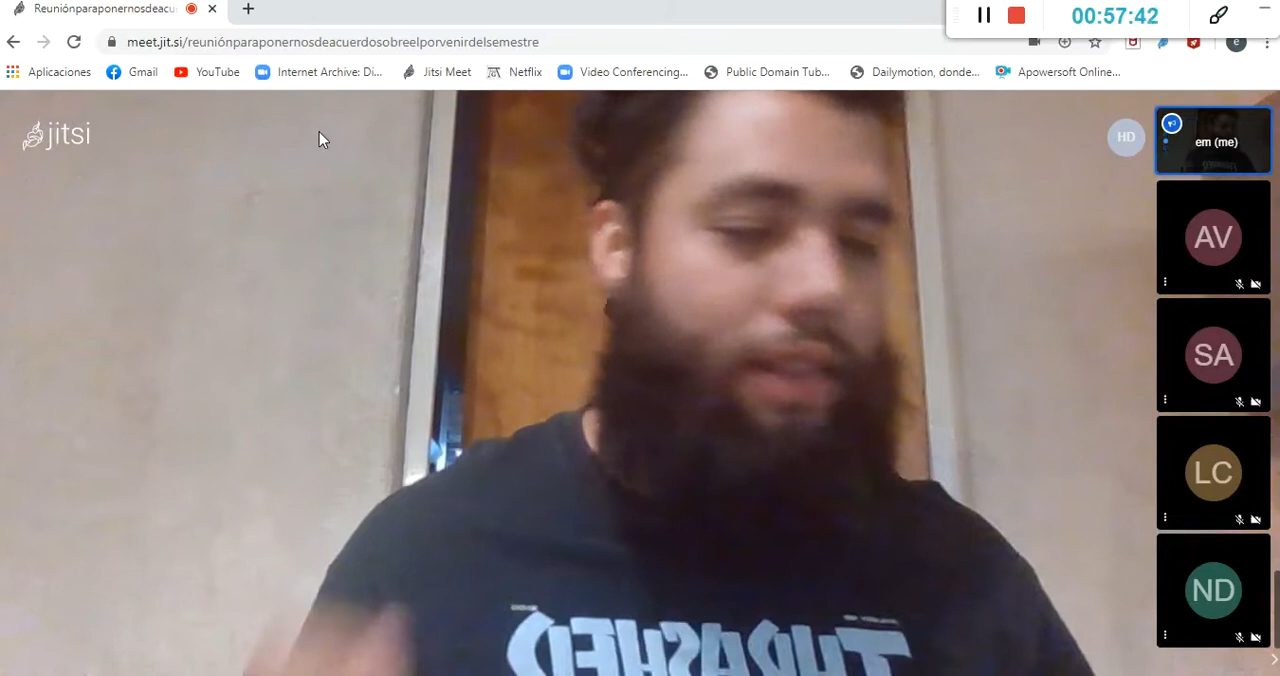 Reuniónparaponernosdeacu
00:57:42
meet.jit.si/reuniónparaponernosdeacuerdosobreelporvenirdelsemestre
e
Aplicaciones
Gmail
YouTube
Internet Archive: Di...
Jitsi Meet
Netflix
Video Conferencing...
Public Domain Tub...
Dailymotion, donde...
Apowersoft Online...
jitsi
HD
em (me)
AV
SA
LC
ND
THRASHER